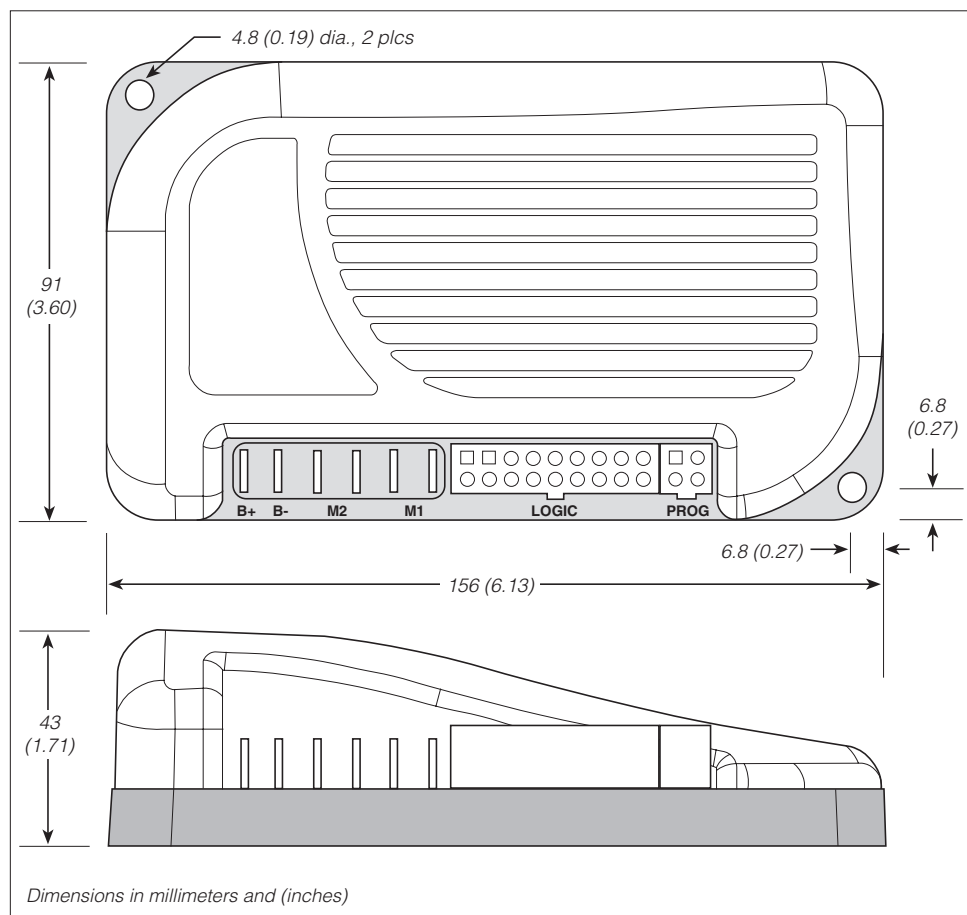 4.8 (0.19) dia., 2 plcs
91
(3.60)
6.8
(0.27)
B+ B- M2 M1 LOGIC PROG
6.8 (0.27)
156 (6.13)
43
(1.71)
Dimensions in millimeters and (inches)